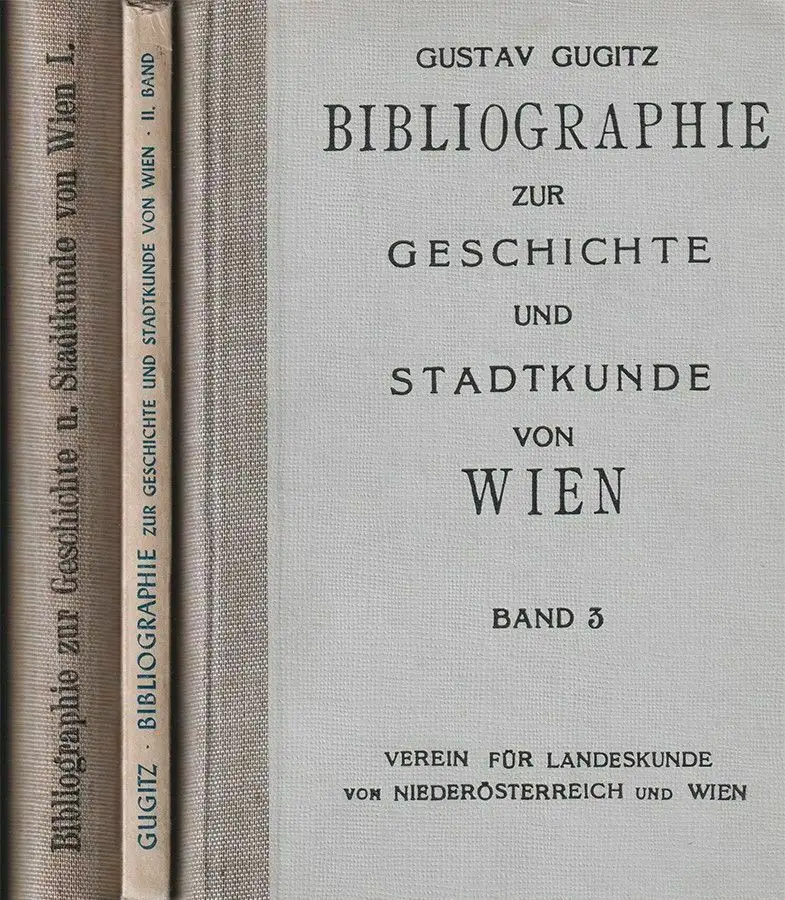 Bibliographie zur Geschichte u. Stadtkunde von Wien I.
GUGITZ · BIBLIOGRAPHIE ZUR GESCHICHTE UND STADTKUNDE VON WIEN · II. BAND
GUSTAV GUGITZ
BIBLIOGRAPHIE
ZUR
GESCHICHTE
UND
STADTKUNDE
VON
WIEN
BAND 3
VEREIN FÜR LANDESKUNDE
VON NIEDERÖSTERREICH UND WIEN